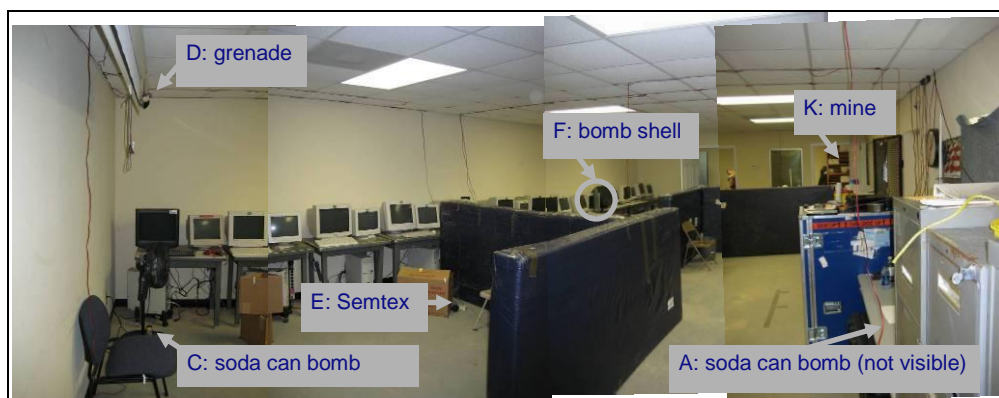 D: grenade
F: bomb shell
K: mine
E: Semtex
C: soda can bomb
A: soda can bomb (not visible)